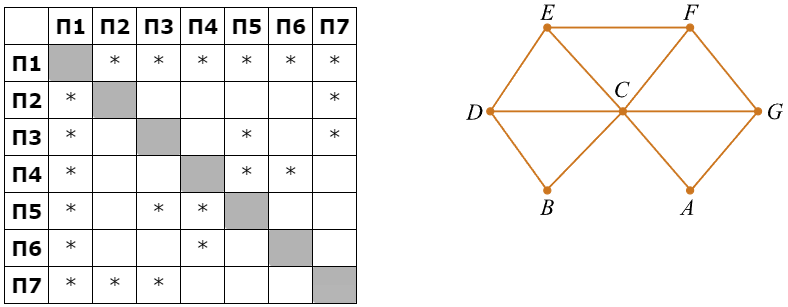 П1 П2 П3 П4 П5 П6 П7
П1 * * * * * *
П2 * *
П3 * * *
П4 * * *
П5 * * *
П6 * *
П7 * * *
E F
C
D G
B A